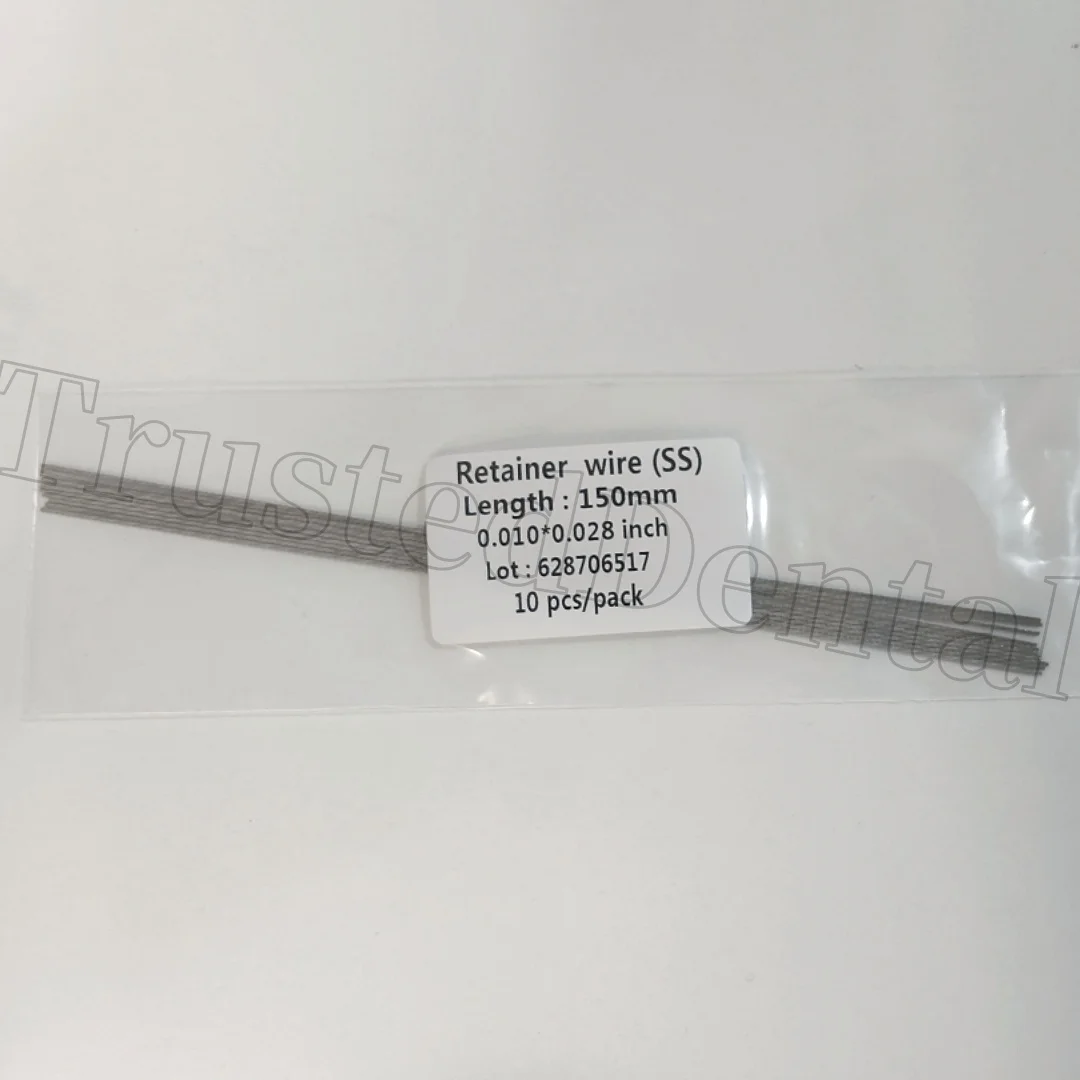 Retainer wire (SS)
Length : 150mm
0.010*0.028 inch
Lot : 628706517
10 pcs/pack
TrustedDental